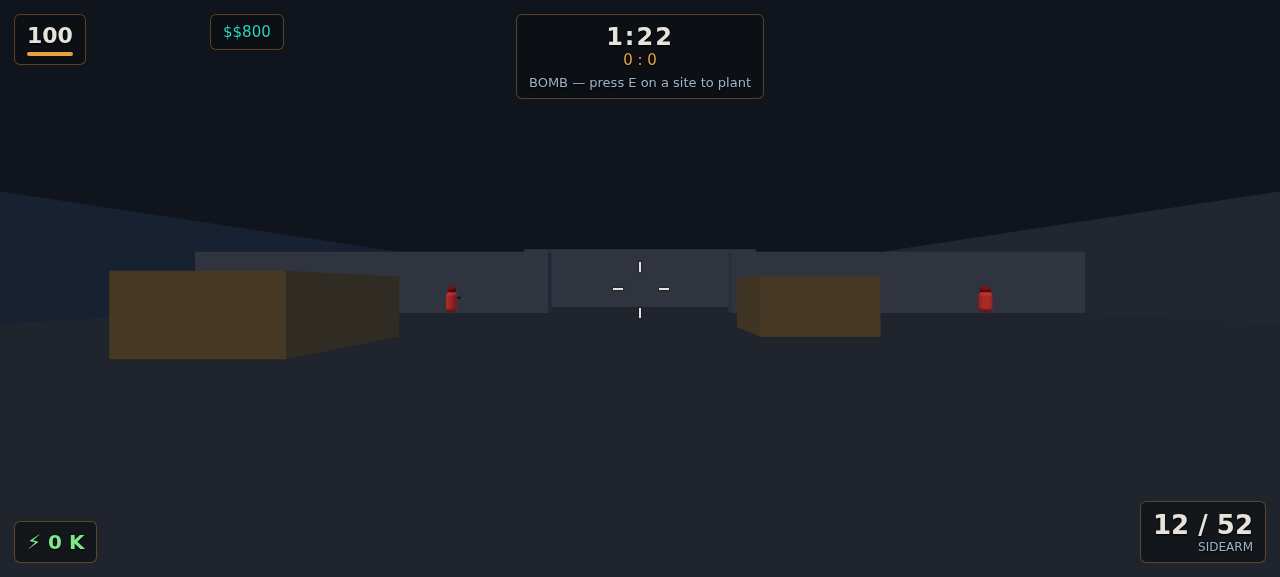 100
$$800
1:22
0 : 0
BOMB — press E on a site to plant
⚡ 0 K
12 / 52
SIDEARM